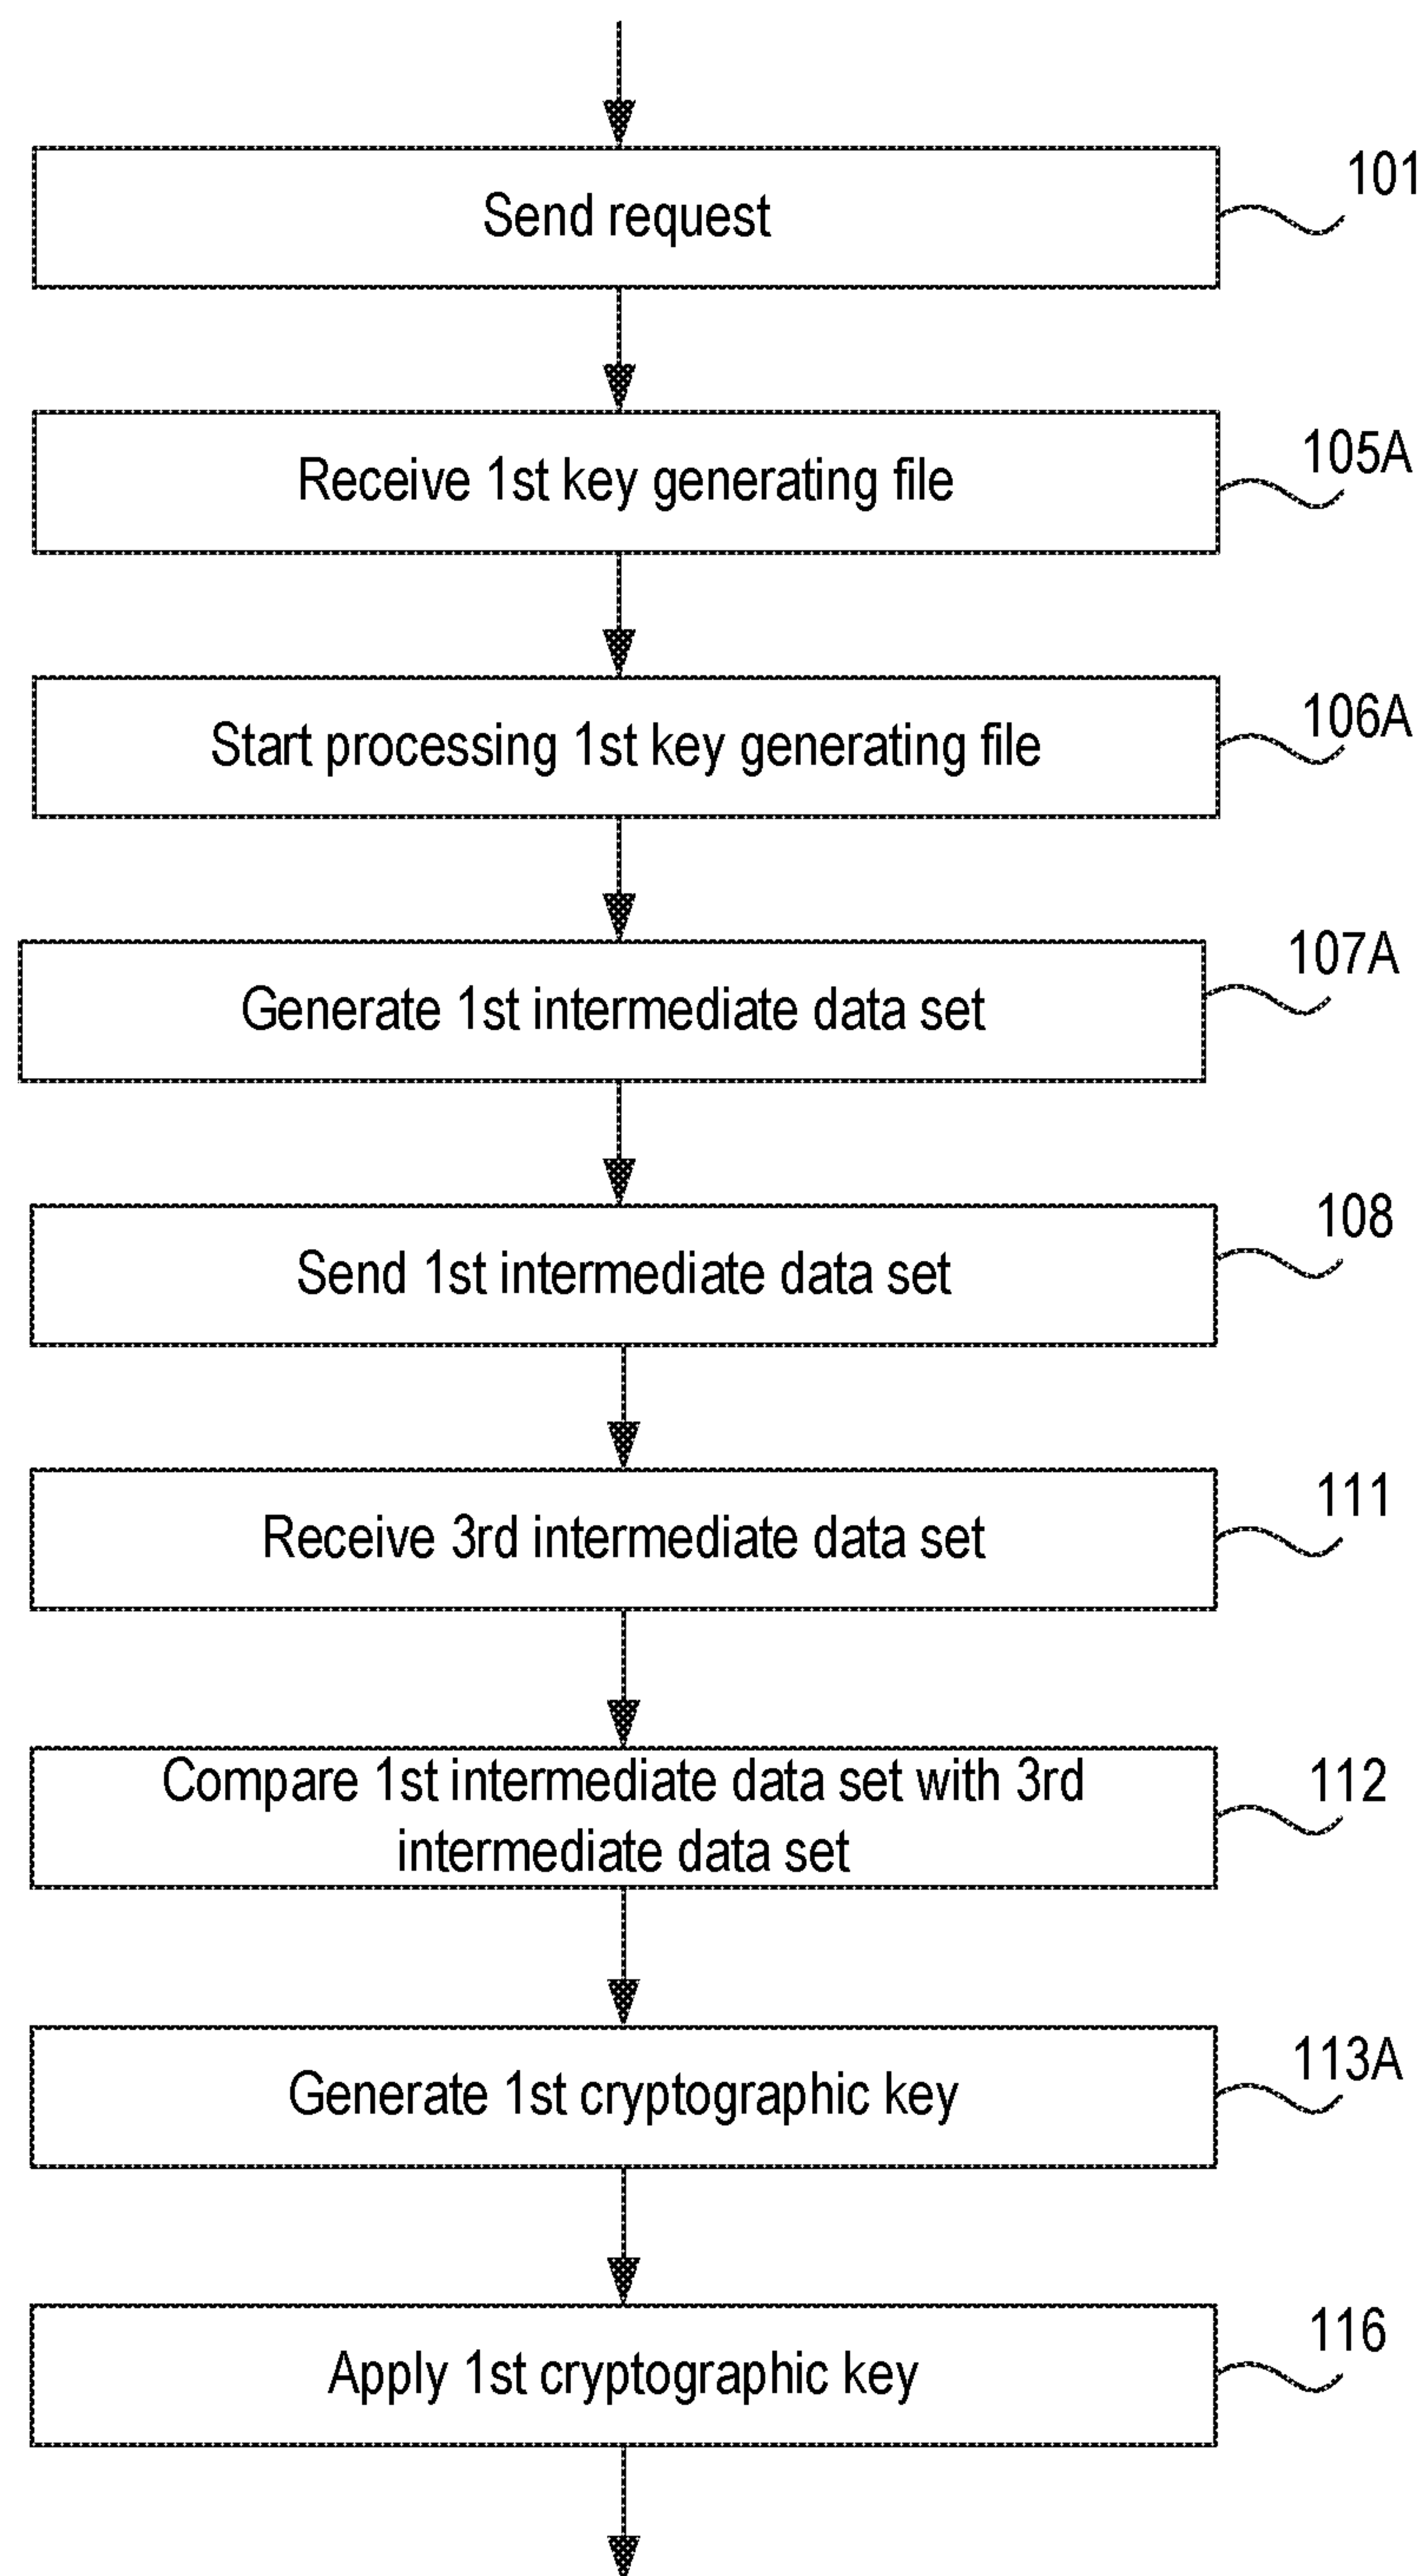 Send request
101
Receive 1st key generating file
105A
Start processing 1st key generating file
106A
Generate 1st intermediate data set
107A
Send 1st intermediate data set
108
Receive 3rd intermediate data set
111
Compare 1st intermediate data set with 3rd
intermediate data set
112
Generate 1st cryptographic key
113A
Apply 1st cryptographic key
116